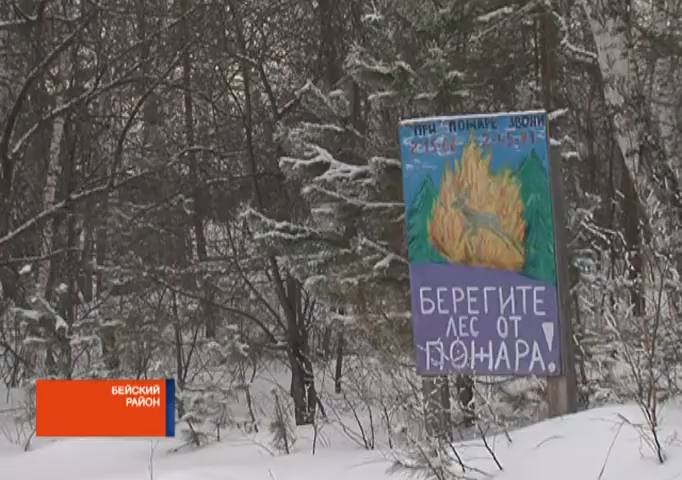 ПРИ ПОЖАРЕ ЗВОНИ
БЕРЕГИТЕ
ЛЕС ОТ
ПОЖАРА!
БЕЙСКИЙ
РАЙОН